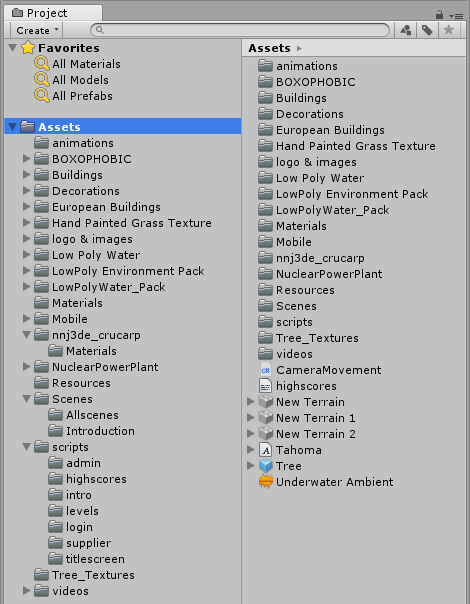 Project
Create
Favorites
All Materials
All Models
All Prefabs
Assets
animations
BOXOPHOBIC
Buildings
Decorations
European Buildings
Hand Painted Grass Texture
logo & images
Low Poly Water
LowPoly Environment Pack
LowPolyWater_Pack
Materials
Mobile
nnj3de_crucarp
Materials
NuclearPowerPlant
Resources
Scenes
Allscenes
Introduction
scripts
admin
highscores
intro
levels
login
supplier
titlescreen
Tree_Textures
videos
Assets
animations
BOXOPHOBIC
Buildings
Decorations
European Buildings
Hand Painted Grass Texture
logo & images
Low Poly Water
LowPoly Environment Pack
LowPolyWater_Pack
Materials
Mobile
nnj3de_crucarp
NuclearPowerPlant
Resources
Scenes
scripts
Tree_Textures
videos
C# CameraMovement
highscores
New Terrain
New Terrain 1
New Terrain 2
A Tahoma
Tree
Underwater Ambient